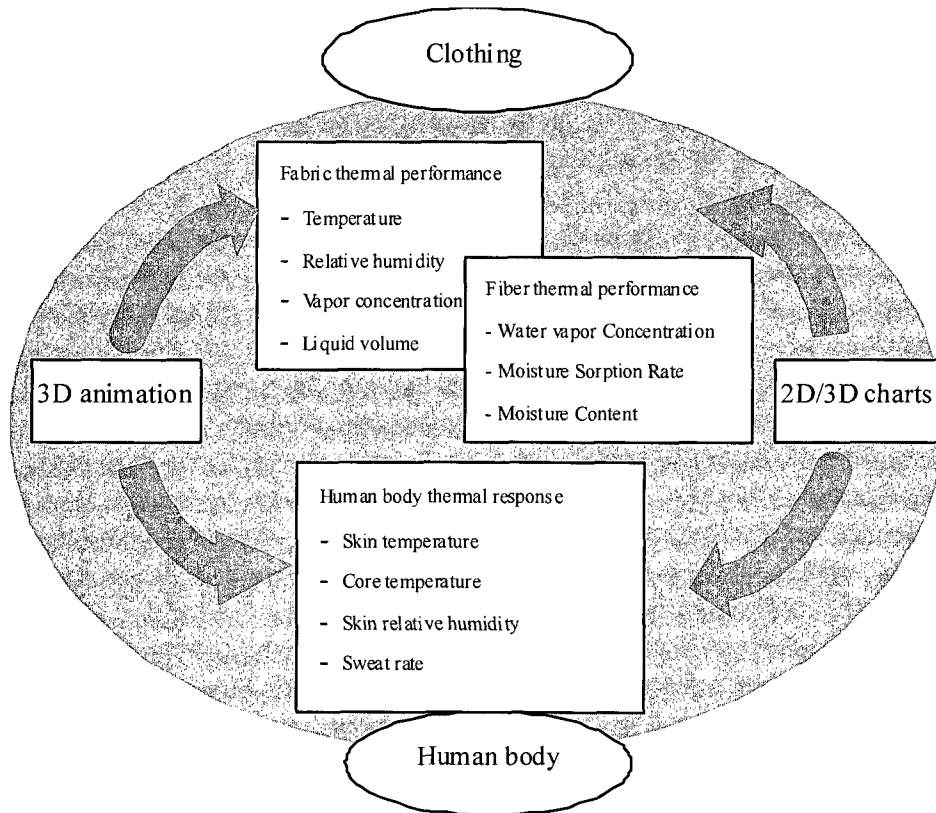 Clothing
Fabric thermal performance
- Temperature
- Relative humidity
- Vapor concentration
- Liquid volume
Fiber thermal performance
- Water vapor Concentration
- Moisture Sorption Rate
- Moisture Content
3D animation
2D/3D charts
Human body thermal response
- Skin temperature
- Core temperature
- Skin relative humidity
- Sweat rate
Human body